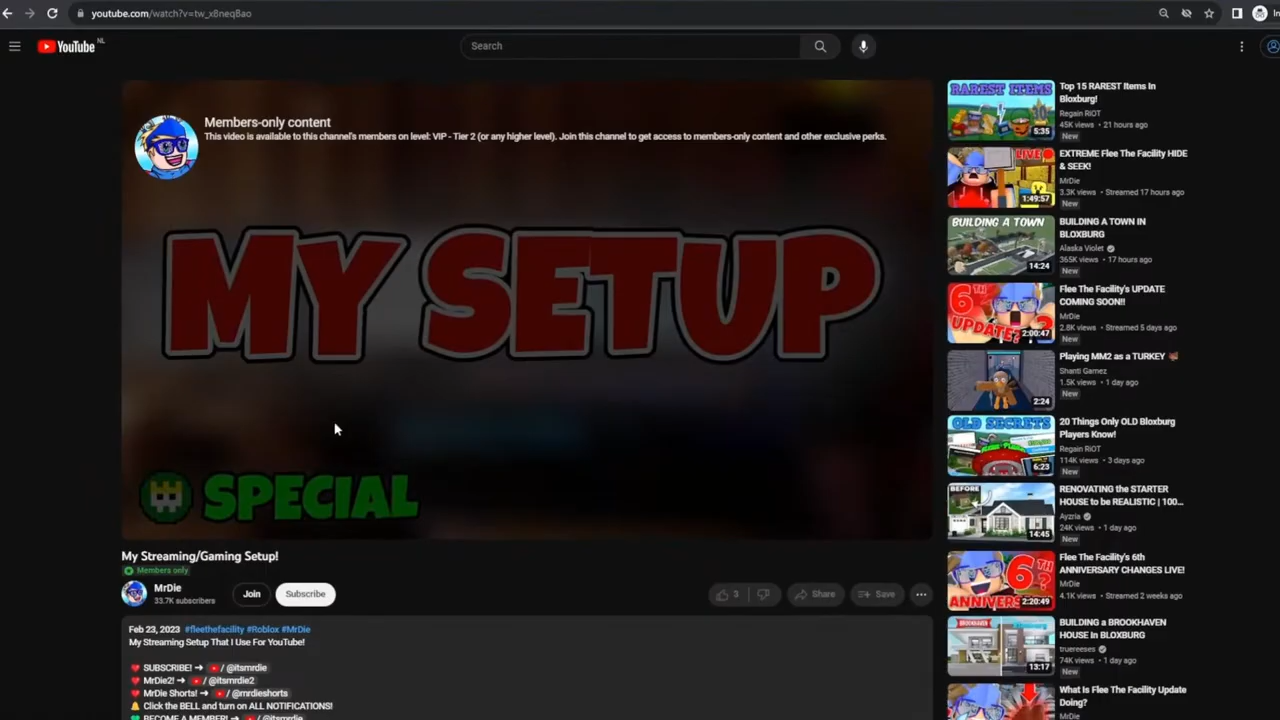 youtube.com/watch?v=tw_x8neqBao
In
YouTube NL
Search
Members-only content
This video is available to this channel's members on level: VIP - Tier 2 (or any higher level). Join this channel to get access to members-only content and other exclusive perks.
MY SETUP
SPECIAL
My Streaming/Gaming Setup!
Members only
MrDie
33.7K subscribers
Join
Subscribe
3
Share
Save
Feb 23, 2023 #fleethefacility #Roblox #MrDie
My Streaming Setup That I Use For YouTube!
SUBSCRIBE! → / @itsmrdie
MrDie2! → / @itsmrdie2
MrDie Shorts! → / @mrdieshorts
Click the BELL and turn on ALL NOTIFICATIONS!
BECOME A MEMBER! → / @itsmrdie
RAREST ITEMS
5:35
Top 15 RAREST Items In
Bloxburg!
Regain RIOT
45K views • 21 hours ago
New
LIVE
1:49:57
EXTREME Flee The Facility HIDE
& SEEK!
MrDie
3.3K views • Streamed 17 hours ago
New
BUILDING A TOWN
14:24
BUILDING A TOWN IN
BLOXBURG
Alaska Violet
365K views • 17 hours ago
New
6TH
UPDATE?
2:00:47
Flee The Facility's UPDATE
COMING SOON!!
MrDie
2.8K views • Streamed 5 days ago
New
2:24
Playing MM2 as a TURKEY
Shanti Gamez
1.5K views • 1 day ago
New
OLD SECRETS
6:23
20 Things Only OLD Bloxburg
Players Know!
Regain RIOT
114K views • 3 days ago
New
BEFORE
14:45
RENOVATING the STARTER
HOUSE to be REALISTIC | 100...
Ayzria
24K views • 1 day ago
New
6TH?
ANNIVERS
2:20:49
Flee The Facility's 6th
ANNIVERSARY CHANGES LIVE!
MrDie
4.1K views • Streamed 2 weeks ago
BROOKHAVEN
13:17
BUILDING a BROOKHAVEN
HOUSE In BLOXBURG
truereeses
74K views • 1 day ago
New
What Is Flee The Facility Update
Doing?
MrDie